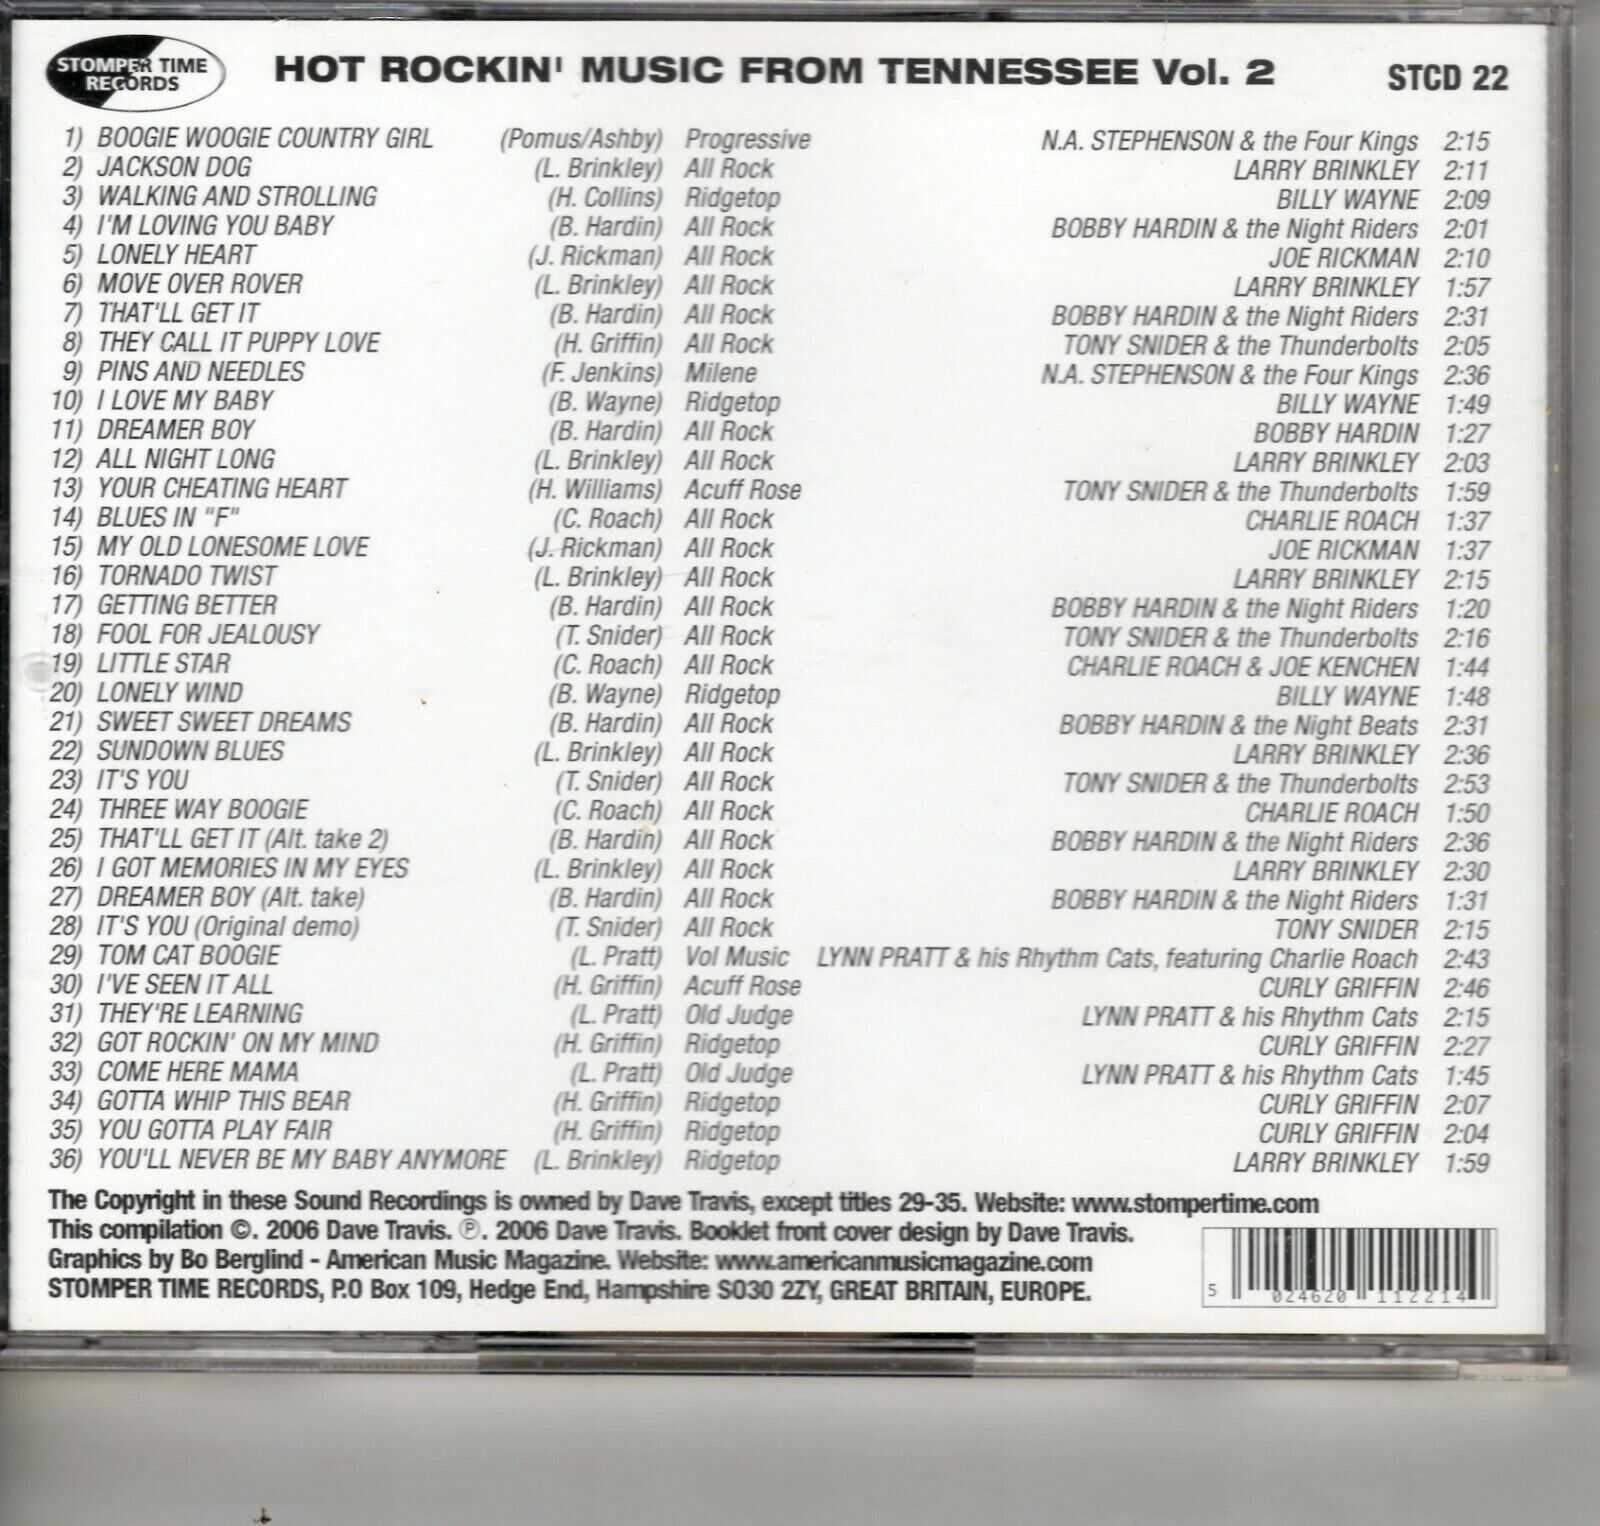 STOMPER TIME
RECORDS
HOT ROCKIN' MUSIC FROM TENNESSEE Vol. 2
STCD 22
1) BOOGIE WOOGIE COUNTRY GIRL (Pomus/Ashby) Progressive N.A. STEPHENSON & the Four Kings 2:15
2) JACKSON DOG (L. Brinkley) All Rock LARRY BRINKLEY 2:11
3) WALKING AND STROLLING (H. Collins) Ridgetop BILLY WAYNE 2:09
4) I'M LOVING YOU BABY (B. Hardin) All Rock BOBBY HARDIN & the Night Riders 2:01
5) LONELY HEART (J. Rickman) All Rock JOE RICKMAN 2:10
6) MOVE OVER ROVER (L. Brinkley) All Rock LARRY BRINKLEY 1:57
7) THAT'LL GET IT (B. Hardin) All Rock BOBBY HARDIN & the Night Riders 2:31
8) THEY CALL IT PUPPY LOVE (H. Griffin) All Rock TONY SNIDER & the Thunderbolts 2:05
9) PINS AND NEEDLES (F. Jenkins) Milene N.A. STEPHENSON & the Four Kings 2:36
10) I LOVE MY BABY (B. Wayne) Ridgetop BILLY WAYNE 1:49
11) DREAMER BOY (B. Hardin) All Rock BOBBY HARDIN 1:27
12) ALL NIGHT LONG (L. Brinkley) All Rock LARRY BRINKLEY 2:03
13) YOUR CHEATING HEART (H. Williams) Acuff Rose TONY SNIDER & the Thunderbolts 1:59
14) BLUES IN "F" (C. Roach) All Rock CHARLIE ROACH 1:37
15) MY OLD LONESOME LOVE (J. Rickman) All Rock JOE RICKMAN 1:37
16) TORNADO TWIST (L. Brinkley) All Rock LARRY BRINKLEY 2:15
17) GETTING BETTER (B. Hardin) All Rock BOBBY HARDIN & the Night Riders 1:20
18) FOOL FOR JEALOUSY (T. Snider) All Rock TONY SNIDER & the Thunderbolts 2:16
19) LITTLE STAR (C. Roach) All Rock CHARLIE ROACH & JOE KENCHEN 1:44
20) LONELY WIND (B. Wayne) Ridgetop BILLY WAYNE 1:48
21) SWEET SWEET DREAMS (B. Hardin) All Rock BOBBY HARDIN & the Night Beats 2:31
22) SUNDOWN BLUES (L. Brinkley) All Rock LARRY BRINKLEY 2:36
23) IT'S YOU (T. Snider) All Rock TONY SNIDER & the Thunderbolts 2:53
24) THREE WAY BOOGIE (C. Roach) All Rock CHARLIE ROACH 1:50
25) THAT'LL GET IT (Alt. take 2) (B. Hardin) All Rock BOBBY HARDIN & the Night Riders 2:36
26) I GOT MEMORIES IN MY EYES (L. Brinkley) All Rock LARRY BRINKLEY 2:30
27) DREAMER BOY (Alt. take) (B. Hardin) All Rock BOBBY HARDIN & the Night Riders 1:31
28) IT'S YOU (Original demo) (T. Snider) All Rock TONY SNIDER 2:15
29) TOM CAT BOOGIE (L. Pratt) Vol Music LYNN PRATT & his Rhythm Cats, featuring Charlie Roach 2:43
30) I'VE SEEN IT ALL (H. Griffin) Acuff Rose CURLY GRIFFIN 2:46
31) THEY'RE LEARNING (L. Pratt) Old Judge LYNN PRATT & his Rhythm Cats 2:15
32) GOT ROCKIN' ON MY MIND (H. Griffin) Ridgetop CURLY GRIFFIN 2:27
33) COME HERE MAMA (L. Pratt) Old Judge LYNN PRATT & his Rhythm Cats 1:45
34) GOTTA WHIP THIS BEAR (H. Griffin) Ridgetop CURLY GRIFFIN 2:07
35) YOU GOTTA PLAY FAIR (H. Griffin) Ridgetop CURLY GRIFFIN 2:04
36) YOU'LL NEVER BE MY BABY ANYMORE (L. Brinkley) Ridgetop LARRY BRINKLEY 1:59
The Copyright in these Sound Recordings is owned by Dave Travis, except titles 29-35. Website: www.stompertime.com
This compilation ©. 2006 Dave Travis. ℗. 2006 Dave Travis. Booklet front cover design by Dave Travis.
Graphics by Bo Berglind - American Music Magazine. Website: www.americanmusicmagazine.com
STOMPER TIME RECORDS, P.O Box 109, Hedge End, Hampshire SO30 2ZY, GREAT BRITAIN, EUROPE.
5 024620 112214